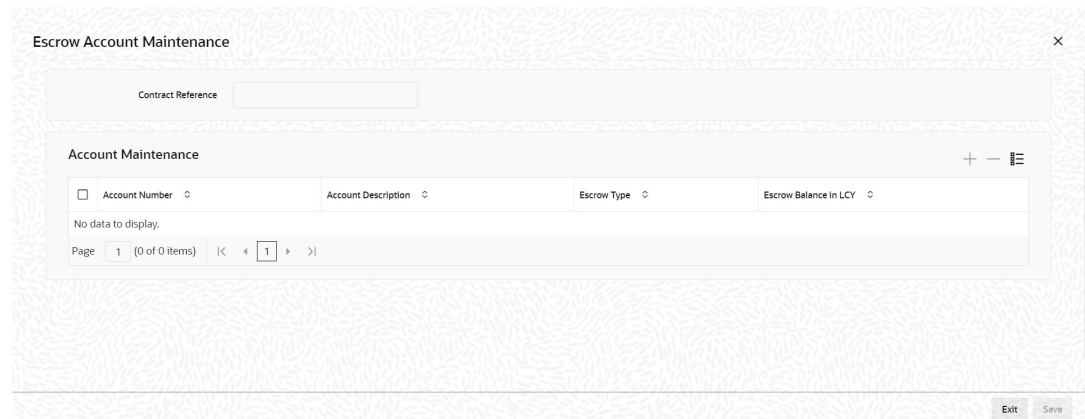 Escrow Account Maintenance
Contract Reference
Account Maintenance
Account Number Account Description Escrow Type Escrow Balance in LCY
No data to display.
Page 1 (0 of 0 items) 1
Exit Save